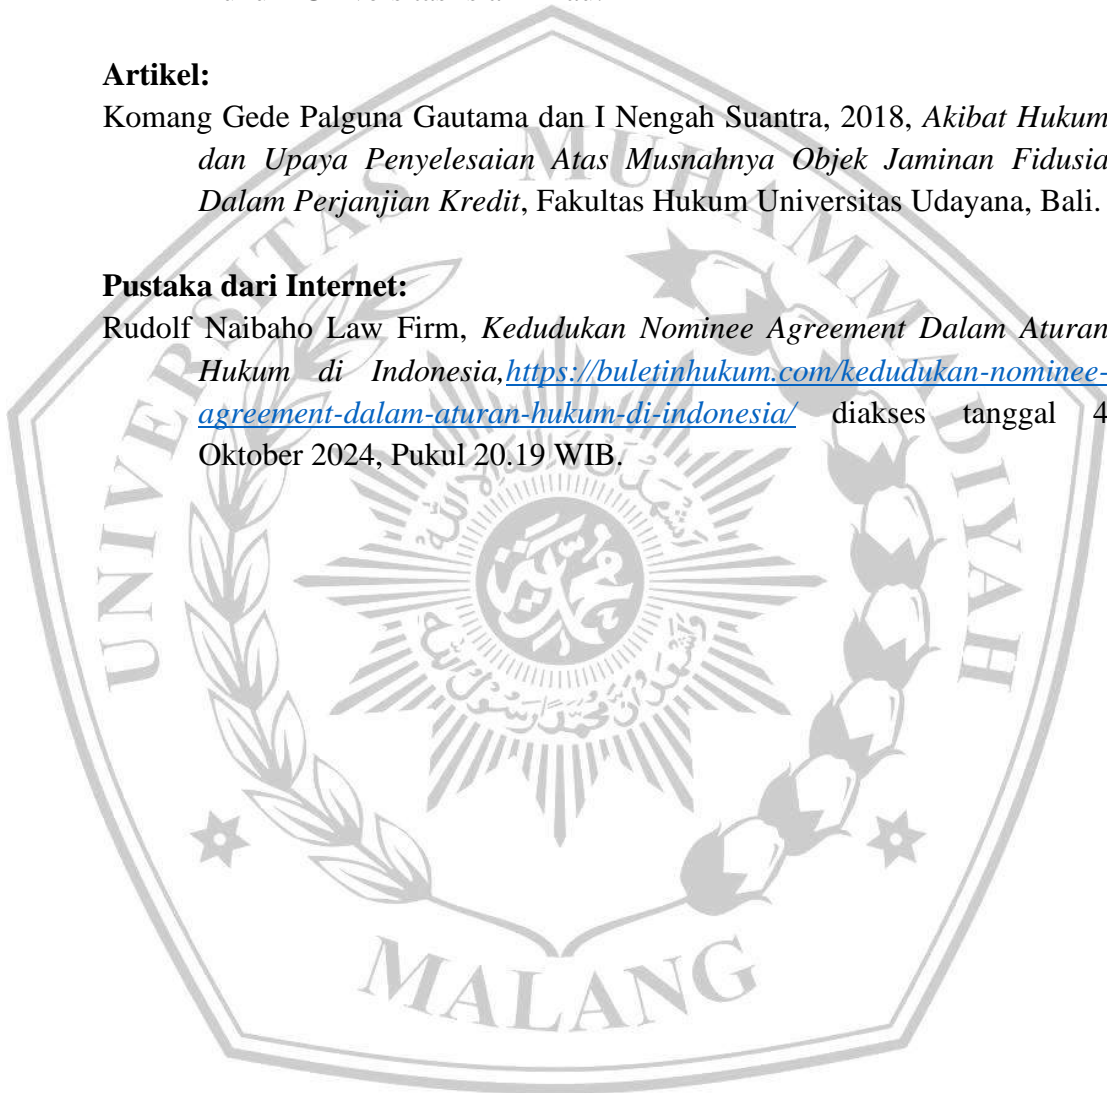 Artikel:
Komang Gede Palguna Gautama dan I Nengah Suantra, 2018, Akibat Hukum
dan Upaya Penyelesaian Atas Musnahnya Objek Jaminan Fidusia
Dalam Perjanjian Kredit, Fakultas Hukum Universitas Udayana, Bali.
Pustaka dari Internet:
Rudolf Naibaho Law Firm, Kedudukan Nominee Agreement Dalam Aturan
Hukum di Indonesia,https://buletinhukum.com/kedudukan-nominee-
agreement-dalam-aturan-hukum-di-indonesia/ diakses tanggal 4
Oktober 2024, Pukul 20.19 WIB.
UNIVERSITAS MUHAMMADIYAH
MALANG